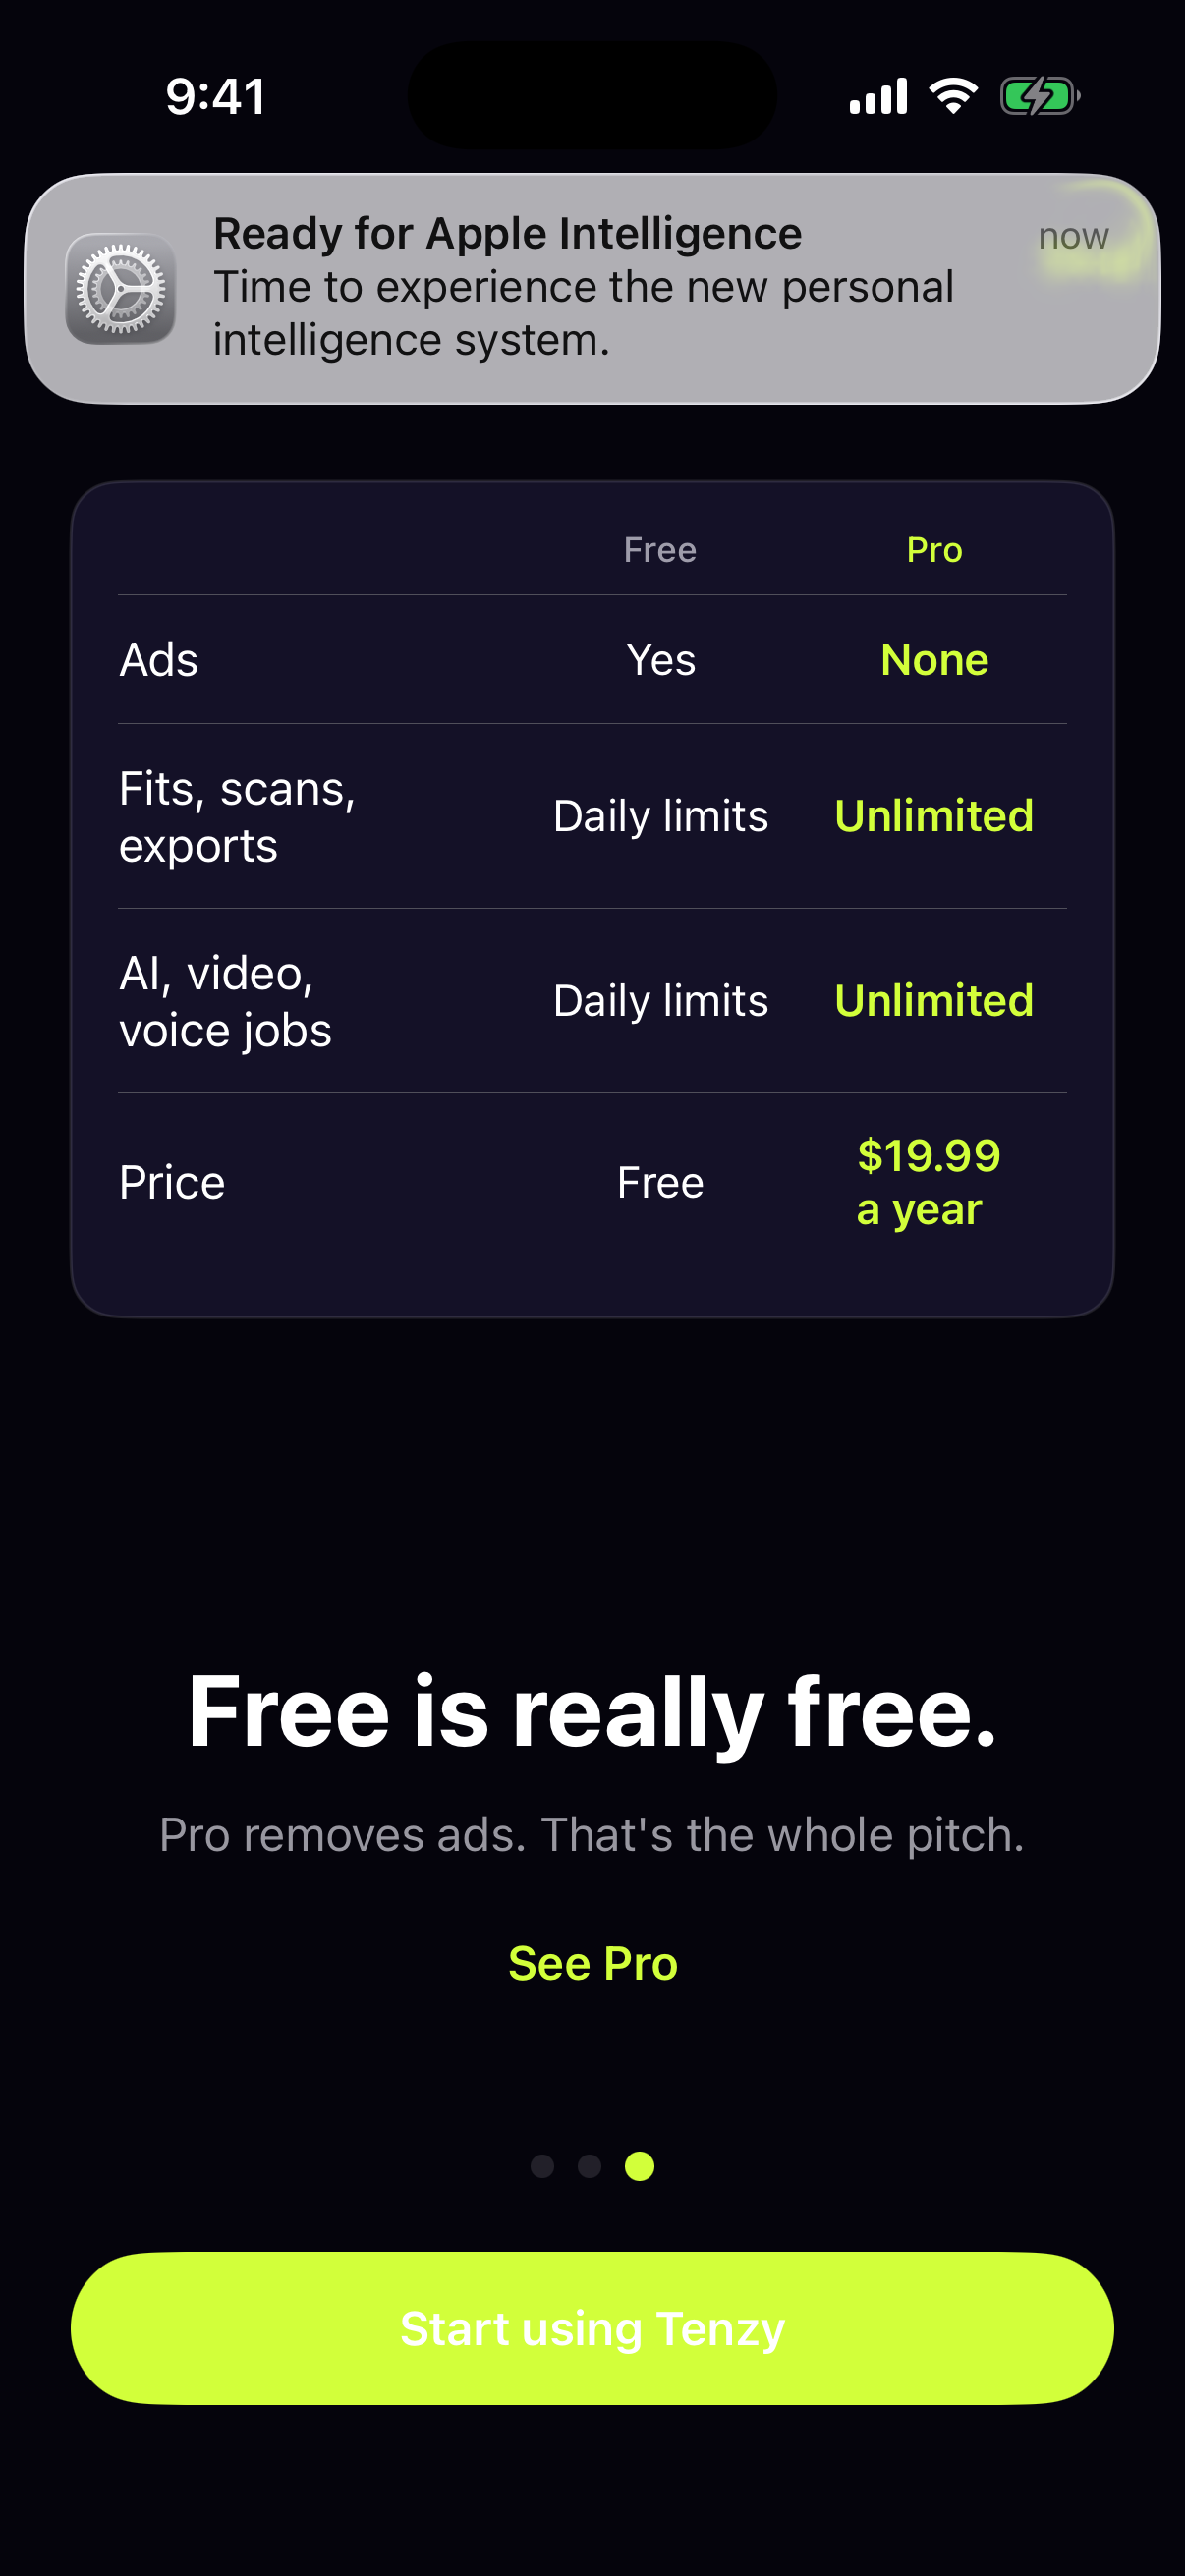 9:41
Ready for Apple Intelligence
now
Time to experience the new personal
intelligence system.
Free
Pro
Ads
Yes
None
Fits, scans,
exports
Daily limits
Unlimited
AI, video,
voice jobs
Daily limits
Unlimited
Price
Free
$19.99
a year
Free is really free.
Pro removes ads. That's the whole pitch.
See Pro
Start using Tenzy